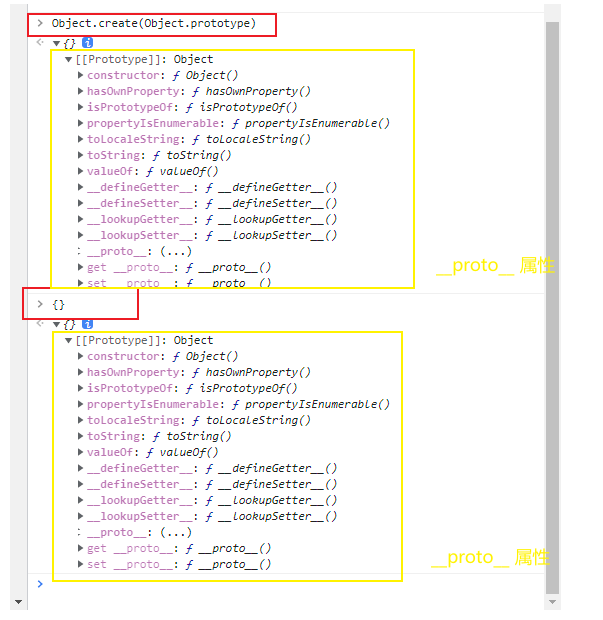 > Object.create(Object.prototype)
< ▼{} i
▼[[Prototype]]: Object
▶constructor: ƒ Object()
▶hasOwnProperty: ƒ hasOwnProperty()
▶isPrototypeOf: ƒ isPrototypeOf()
▶propertyIsEnumerable: ƒ propertyIsEnumerable()
▶toLocaleString: ƒ toLocaleString()
▶toString: ƒ toString()
▶valueOf: ƒ valueOf()
▶__defineGetter__: ƒ __defineGetter__()
▶__defineSetter__: ƒ __defineSetter__()
▶__lookupGetter__: ƒ __lookupGetter__()
▶__lookupSetter__: ƒ __lookupSetter__()
__proto__: (...)
▶get __proto__: ƒ __proto__()
▶set __proto__: ƒ __proto__()
__proto__ 属性
> {}
< ▼{} i
▼[[Prototype]]: Object
▶constructor: ƒ Object()
▶hasOwnProperty: ƒ hasOwnProperty()
▶isPrototypeOf: ƒ isPrototypeOf()
▶propertyIsEnumerable: ƒ propertyIsEnumerable()
▶toLocaleString: ƒ toLocaleString()
▶toString: ƒ toString()
▶valueOf: ƒ valueOf()
▶__defineGetter__: ƒ __defineGetter__()
▶__defineSetter__: ƒ __defineSetter__()
▶__lookupGetter__: ƒ __lookupGetter__()
▶__lookupSetter__: ƒ __lookupSetter__()
__proto__: (...)
▶get __proto__: ƒ __proto__()
▶set __proto__: ƒ __proto__()
__proto__ 属性
>